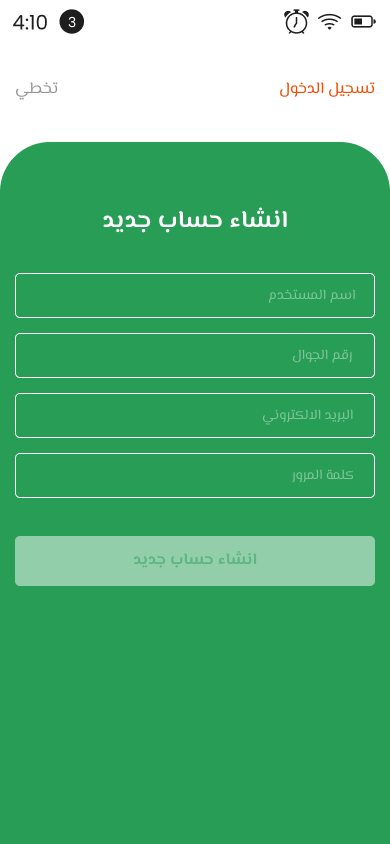 4:10 3
تسجيل الدخول
تخطي
انشاء حساب جديد
اسم المستخدم
رقم الجوال
البريد الالكتروني
كلمة المرور
انشاء حساب جديد